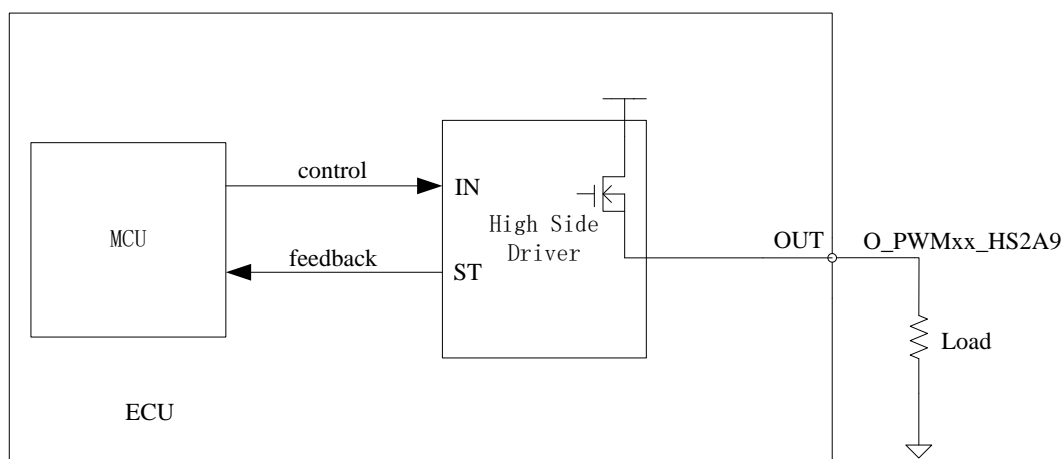 control
IN
MCU
High Side
Driver
OUT
O_PWMxx_HS2A9
feedback
ST
Load
ECU